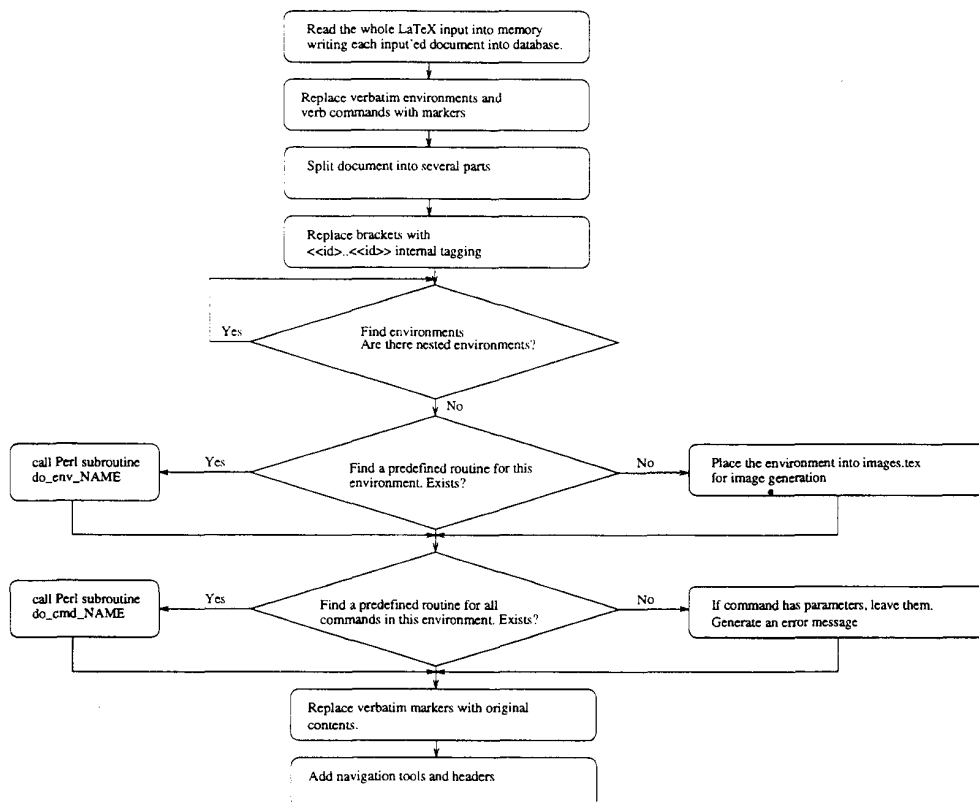 Read the whole LaTeX input into memory
writing each input'ed document into database.
Replace verbatim environments and
verb commands with markers
Split document into several parts
Replace brackets with
<<id>..<<id>> internal tagging
Yes
Find environments
Are there nested environments?
No
call Perl subroutine
do_env_NAME
Yes
Find a predefined routine for this
environment. Exists?
No
Place the environment into images.tex
for image generation
call Perl subroutine
do_cmd_NAME
Yes
Find a predefined routine for all
commands in this environment. Exists?
No
If command has parameters, leave them.
Generate an error message
Replace verbatim markers with original
contents.
Add navigation tools and headers